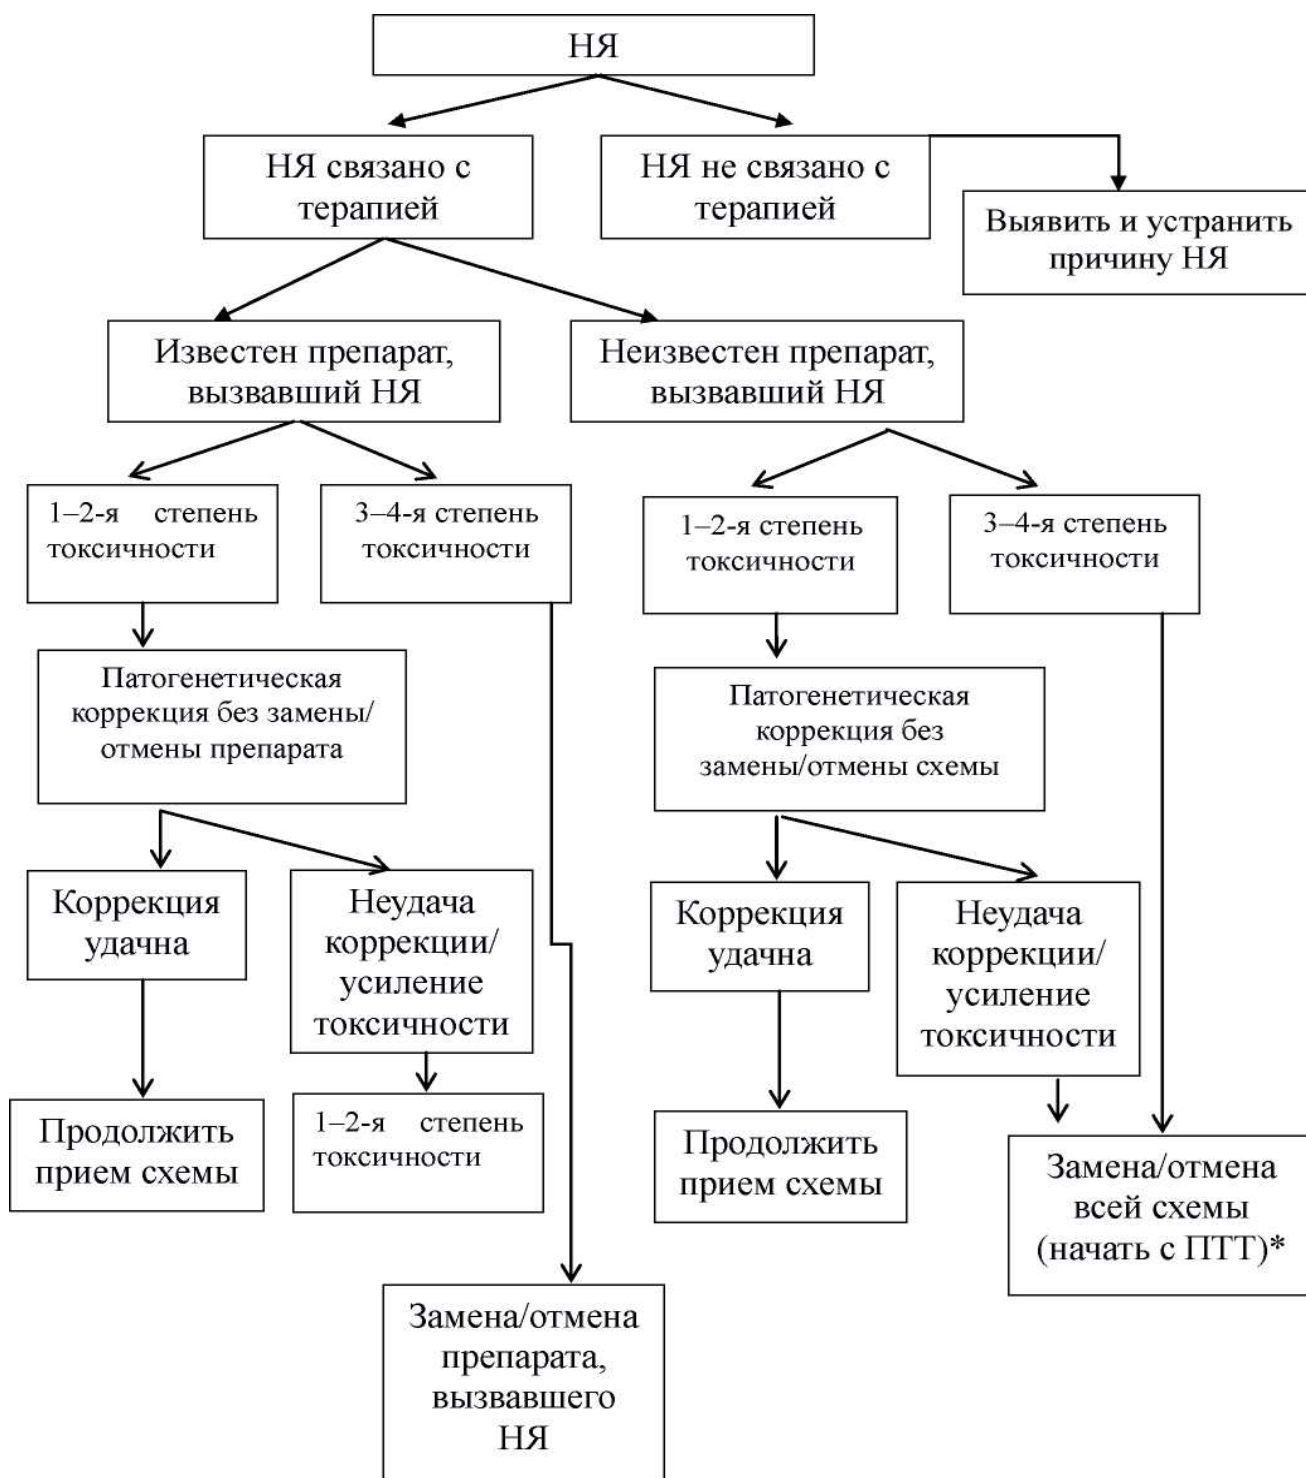 НЯ
НЯ связано с
терапией
НЯ не связано с
терапией
Выявить и устранить
причину НЯ
Известен препарат,
вызвавший НЯ
Неизвестен препарат,
вызвавший НЯ
1–2-я степень
токсичности
3–4-я степень
токсичности
1–2-я степень
токсичности
3–4-я степень
токсичности
Патогенетическая
коррекция без замены/
отмены препарата
Патогенетическая
коррекция без
замены/отмены схемы
Коррекция
удачна
Неудача
коррекции/
усиление
токсичности
Коррекция
удачна
Неудача
коррекции/
усиление
токсичности
Продолжить
прием схемы
1–2-я степень
токсичности
Продолжить
прием схемы
Замена/отмена
всей схемы
(начать с ПТТ)*
Замена/отмена
препарата,
вызвавшего
НЯ